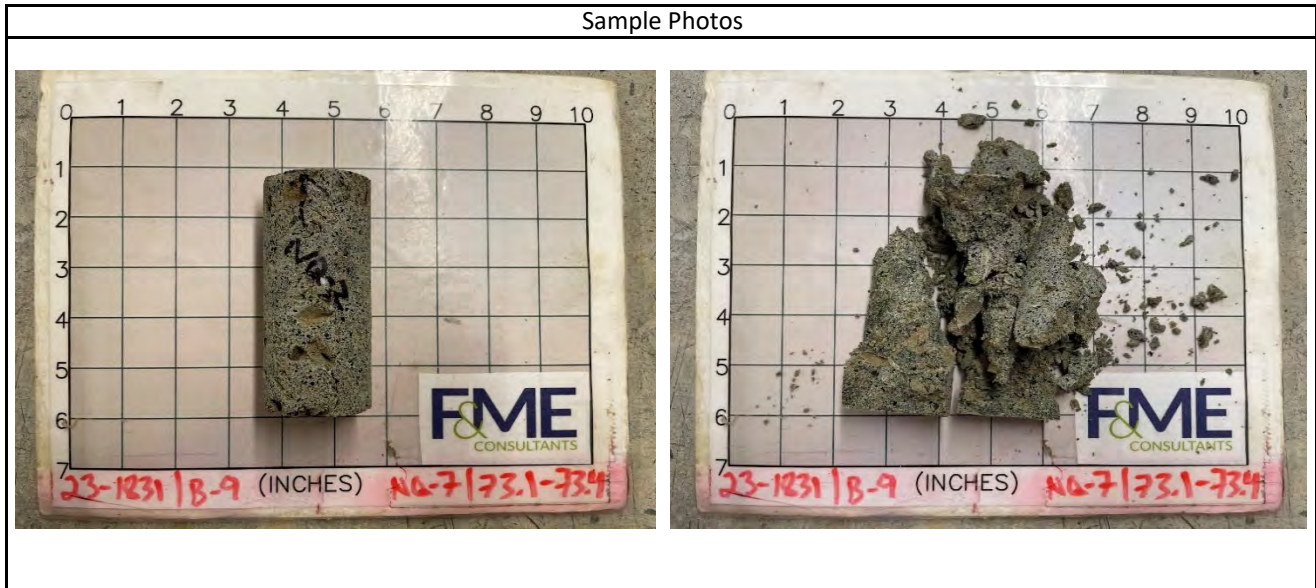 Sample Photos
0 1 2 3 4 5 6 7 8 9 10
1
2
3
4
5
6
7
F&ME
CONSULTANTS
23-1831 | B-9 (INCHES) NQ-7 | 73.1-73.4
0 1 2 3 4 5 6 7 8 9 10
1
2
3
4
5
6
F&ME
CONSULTANTS
23-1831 | B-9 (INCHES) NQ-7 | 73.1-73.4